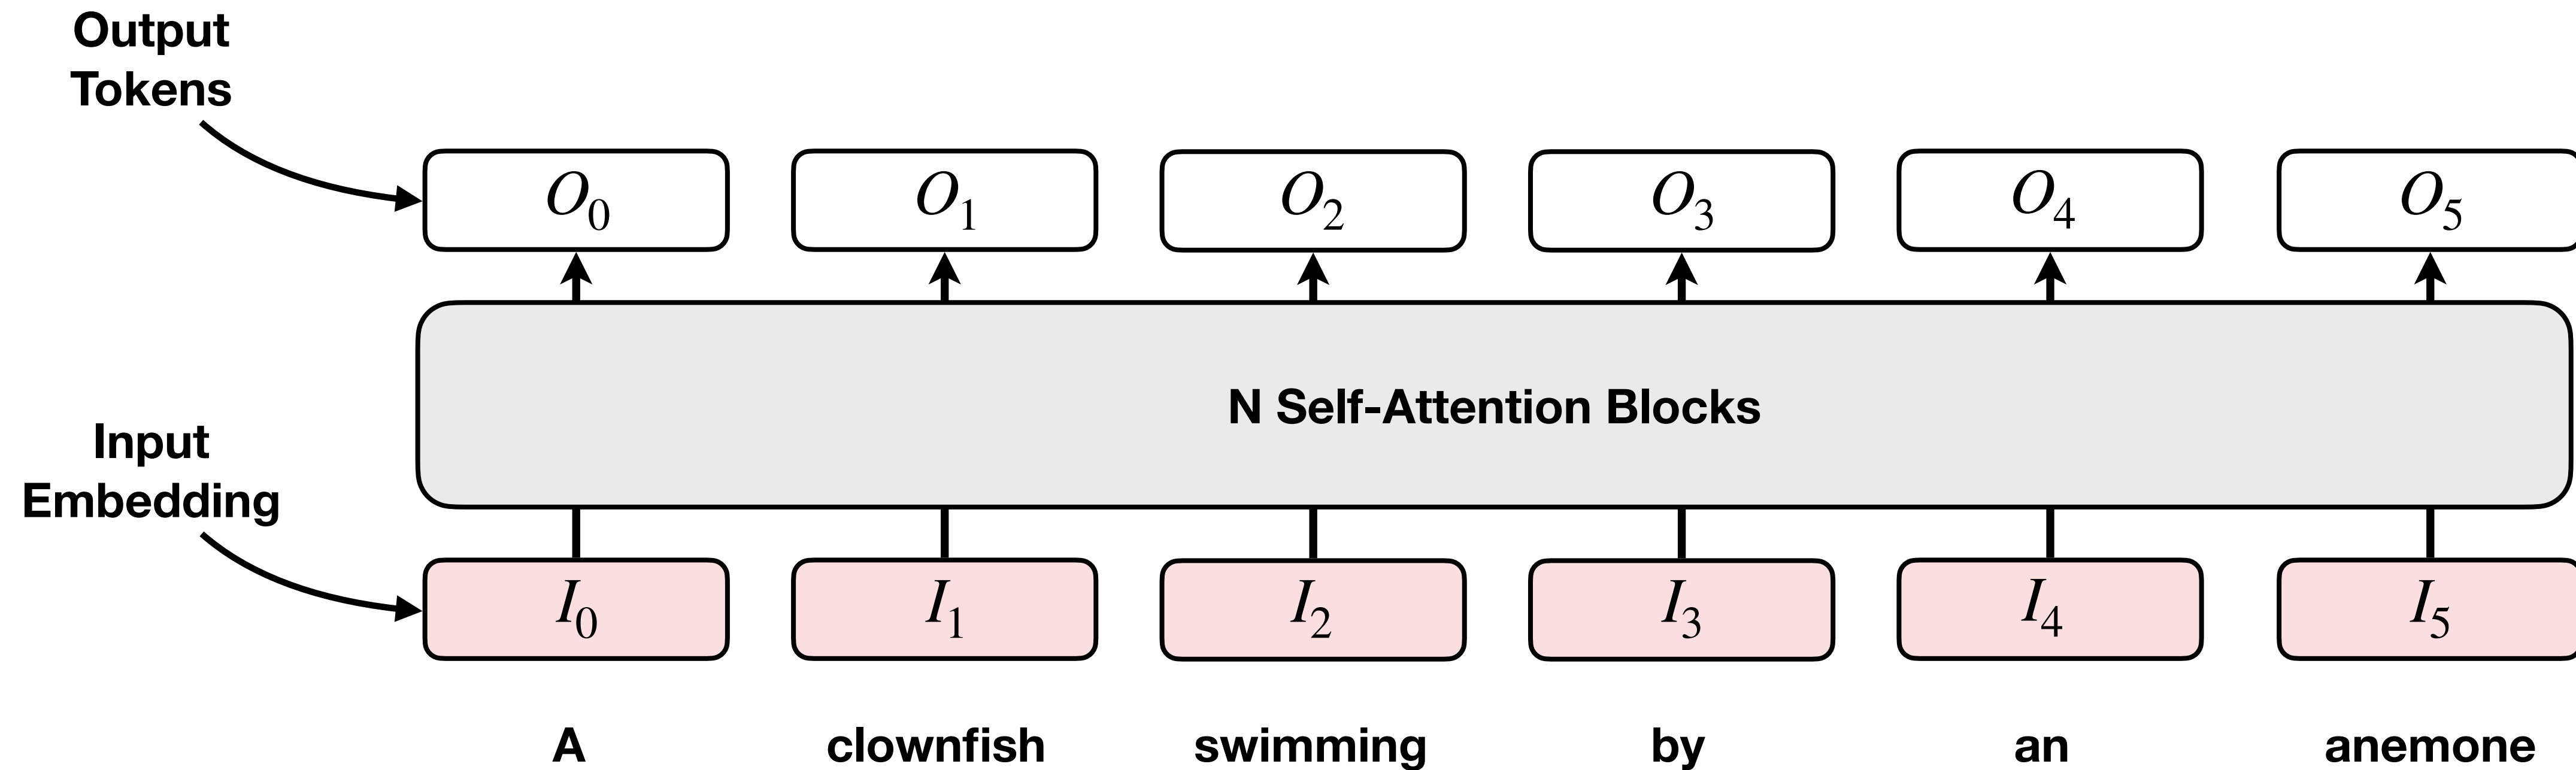 Output
Tokens
O0 O1 O2 O3 O4 O5
N Self-Attention Blocks
Input
Embedding
I0 I1 I2 I3 I4 I5
A clownfish swimming by an anemone